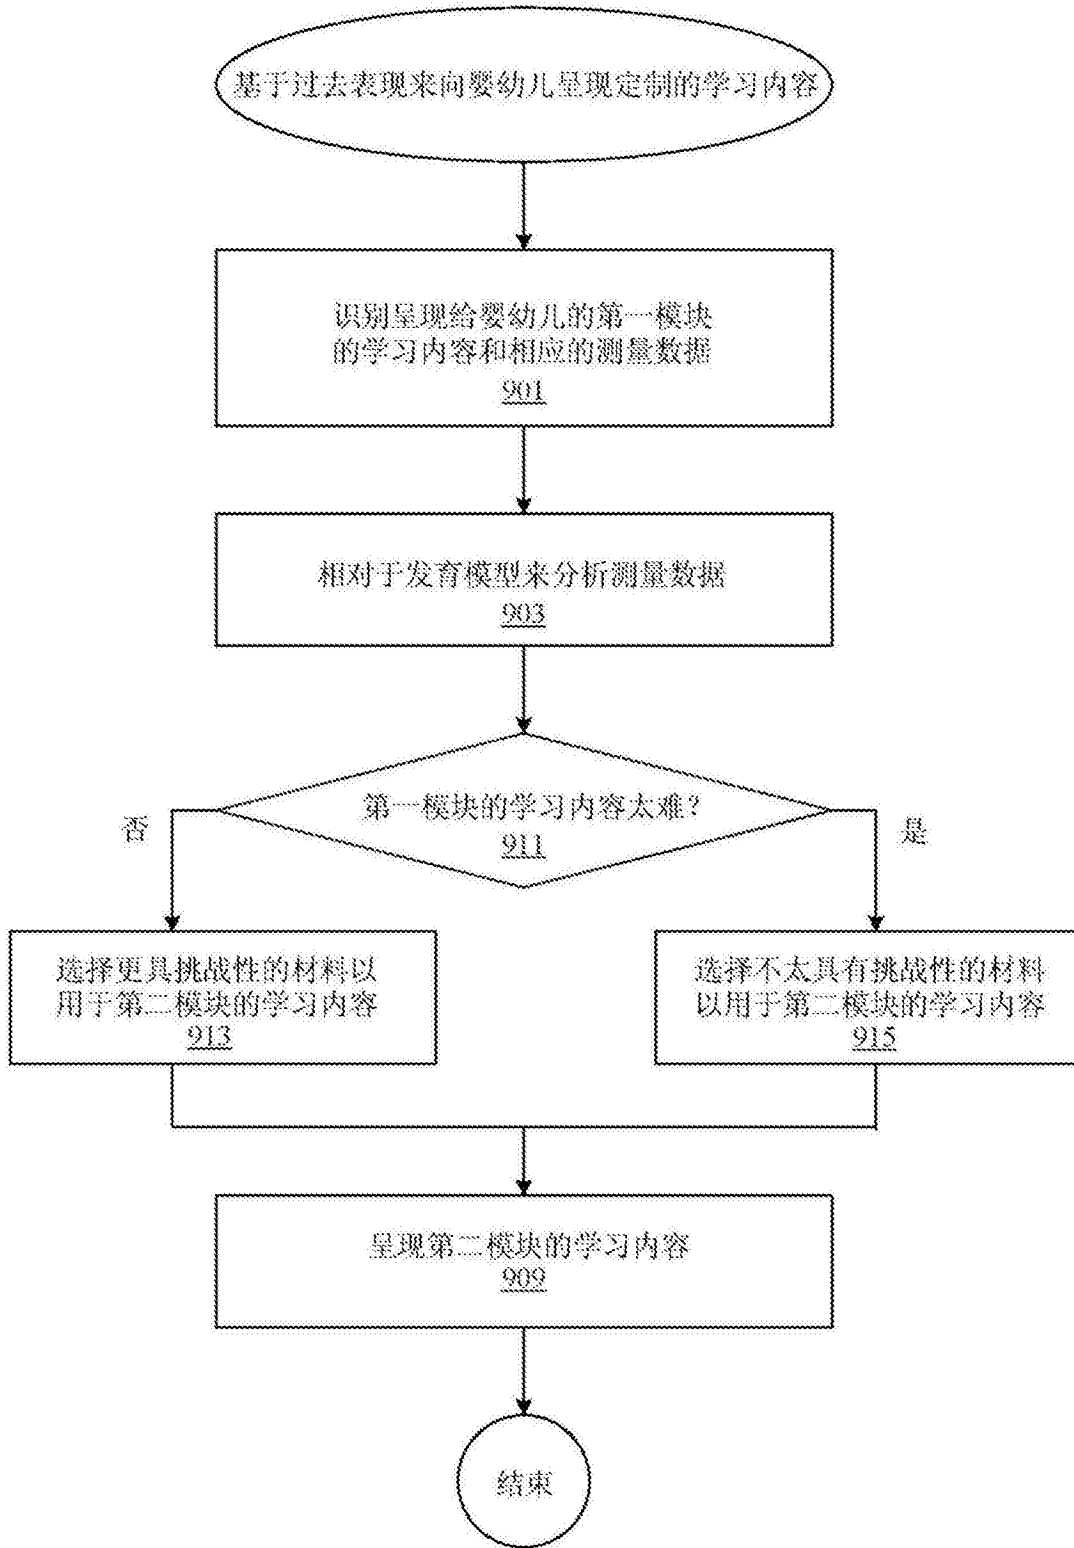 基于过去表现来向婴幼儿呈现定制的学习内容
识别呈现给婴幼儿的第一模块
的学习内容和相应的测量数据
901
相对于发育模型来分析测量数据
903
第一模块的学习内容太难?
911
否
是
选择更具挑战性的材料以
用于第二模块的学习内容
913
选择不太具有挑战性的材料
以用于第二模块的学习内容
915
呈现第二模块的学习内容
909
结束